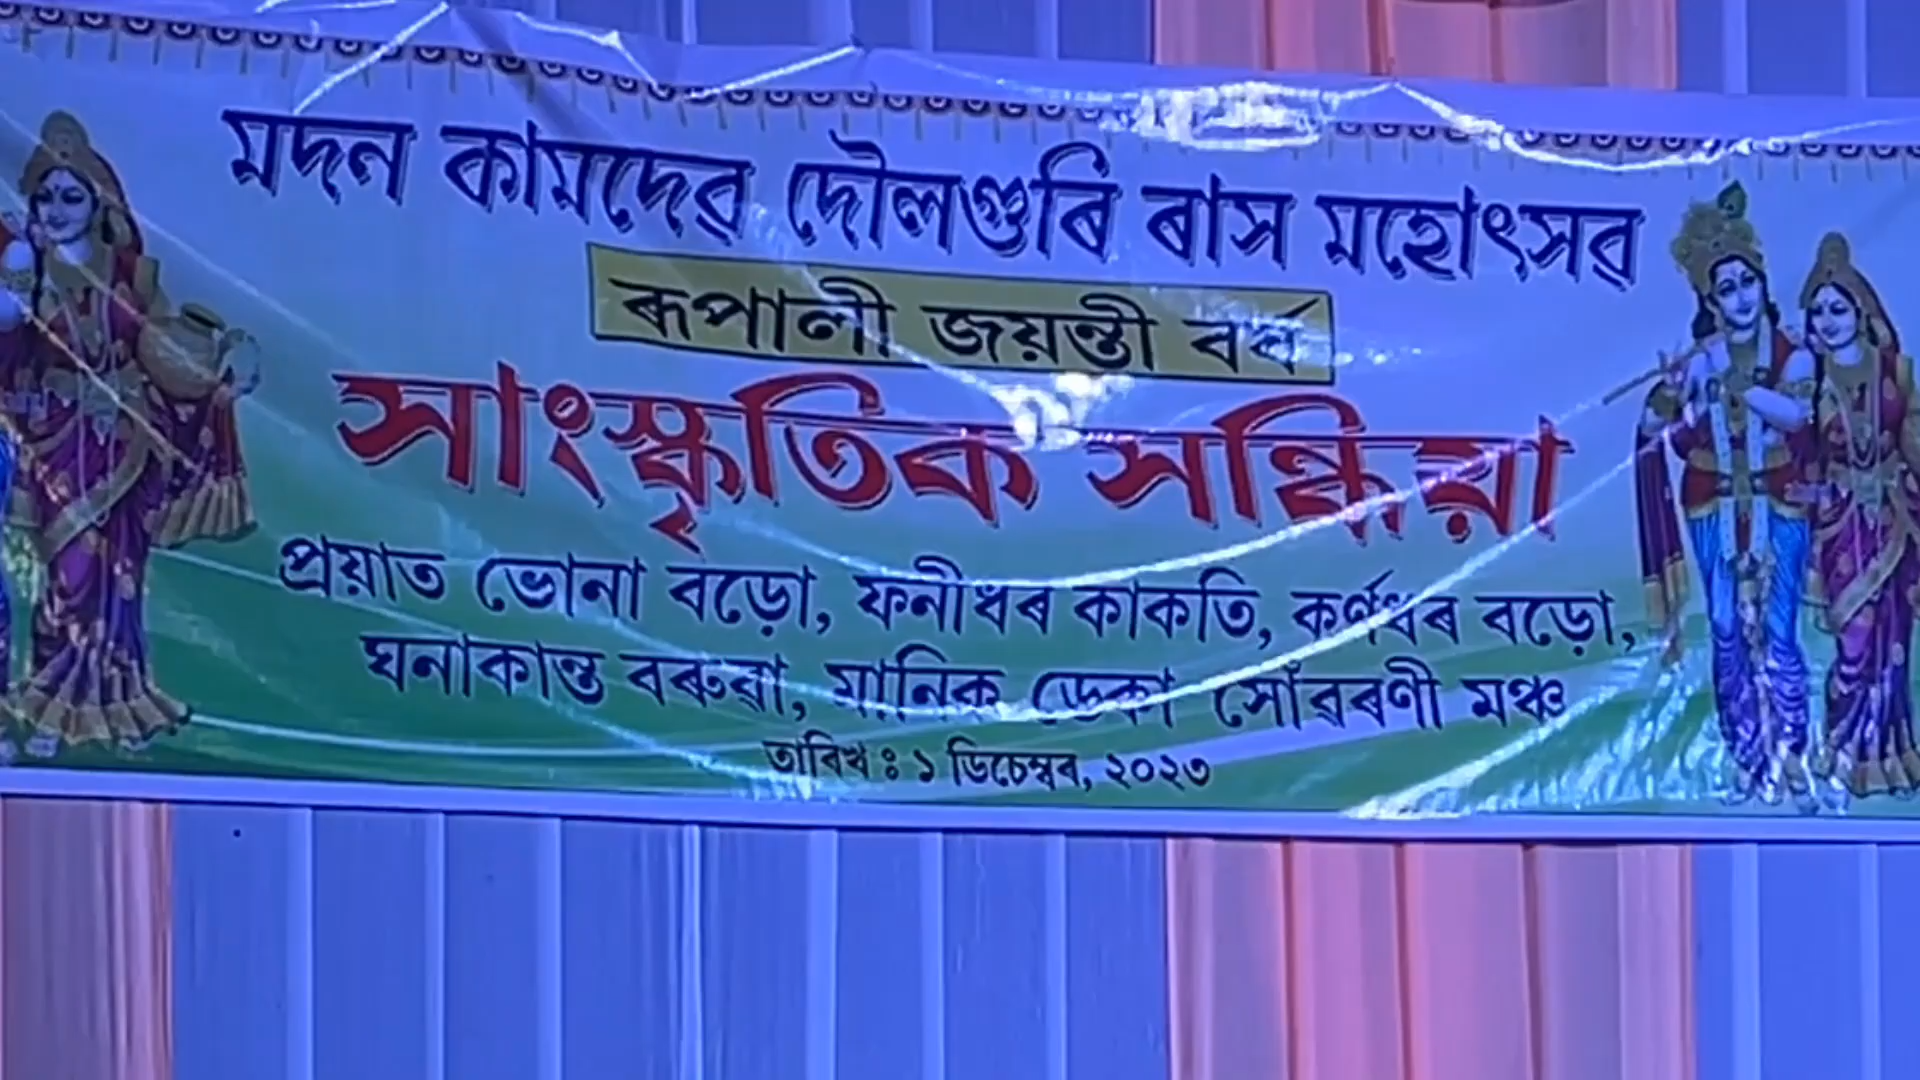 মদন কামদেৱ দৌলগুৰি ৰাস মহোৎসৱ
ৰূপালী জয়ন্তী বৰ্ষ
সাংস্কৃতিক সন্ধিয়া
প্ৰয়াত ভোনা বড়ো, ফনীধৰ কাকতি, কৰ্ণধৰ বড়ো,
ঘনাকান্ত বৰুৱা, মানিক ডেকা সোঁৱৰণী মঞ্চ
তাৰিখ ঃ ১ ডিচেম্বৰ, ২০২৩